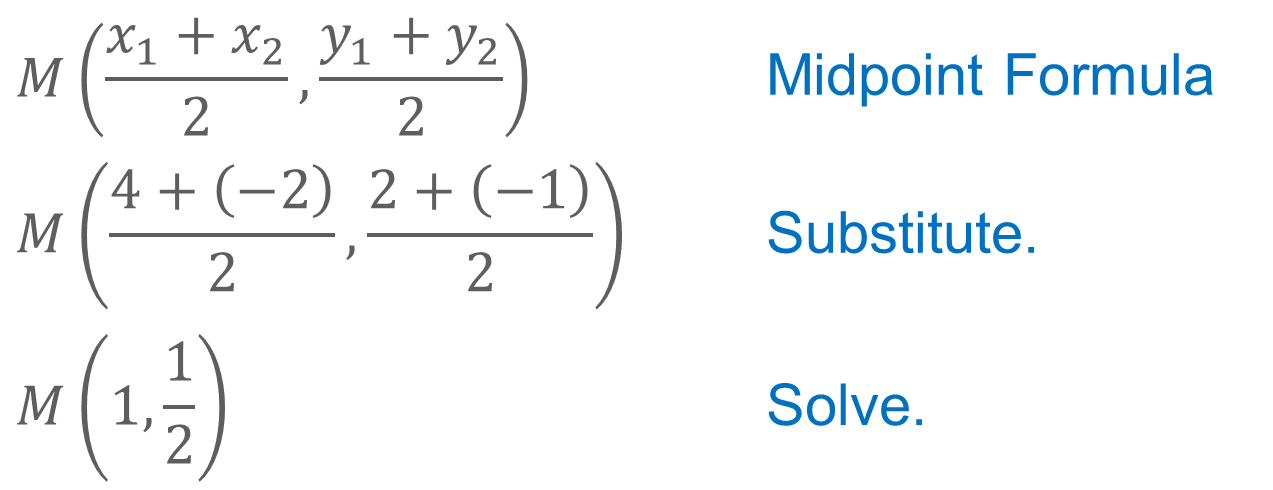 M((x₁ + x₂)/2, (y₁ + y₂)/2) Midpoint Formula
M((4 + (−2))/2, (2 + (−1))/2) Substitute.
M(1, 1/2) Solve.